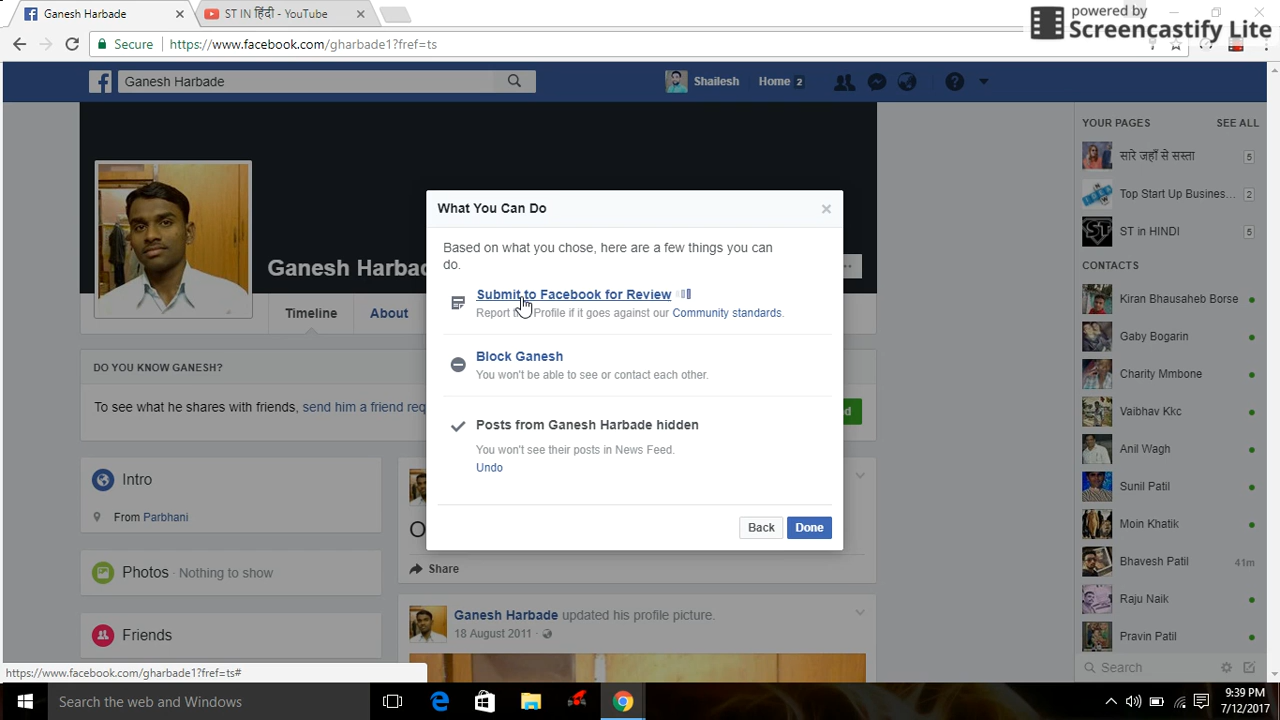 Ganesh Harbade
ST IN हिंदी - YouTube
powered by
Screencastify Lite
Secure
https://www.facebook.com/gharbade1?fref=ts
Ganesh Harbade
Shailesh
Home 2
Ganesh Harba
Timeline
About
DO YOU KNOW GANESH?
To see what he shares with friends, send him a friend req
Intro
From Parbhani
Photos · Nothing to show
Friends
What You Can Do
Based on what you chose, here are a few things you can
do.
Submit to Facebook for Review
Report Profile if it goes against our Community standards.
Block Ganesh
You won't be able to see or contact each other.
Posts from Ganesh Harbade hidden
You won't see their posts in News Feed.
Undo
Back
Done
Share
Ganesh Harbade updated his profile picture.
18 August 2011 ·
YOUR PAGES
SEE ALL
सारे जहाँ से सस्ता
5
Top Start Up Busines...
2
ST in HINDI
5
CONTACTS
Kiran Bhausaheb Borse
Gaby Bogarin
Charity Mmbone
Vaibhav Kkc
Anil Wagh
Sunil Patil
Moin Khatik
Bhavesh Patil
41m
Raju Naik
Pravin Patil
Search
https://www.facebook.com/gharbade1?fref=ts#
Search the web and Windows
9:39 PM
7/12/2017